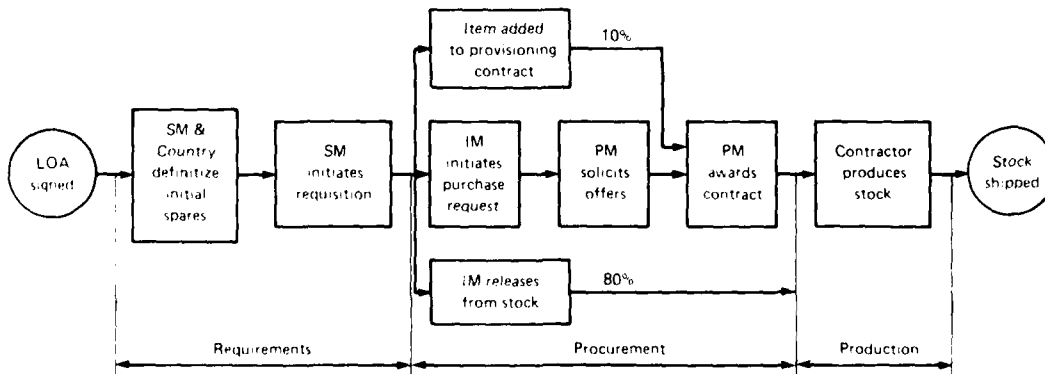 LOA
signed
SM &
Country
definitize
initial
spares
SM
initiates
requisition
Item added
to provisioning
contract
10%
IM
initiates
purchase
request
PM
solicits
offers
PM
awards
contract
IM releases
from stock
80%
Contractor
produces
stock
Stock
shipped
Requirements
Procurement
Production